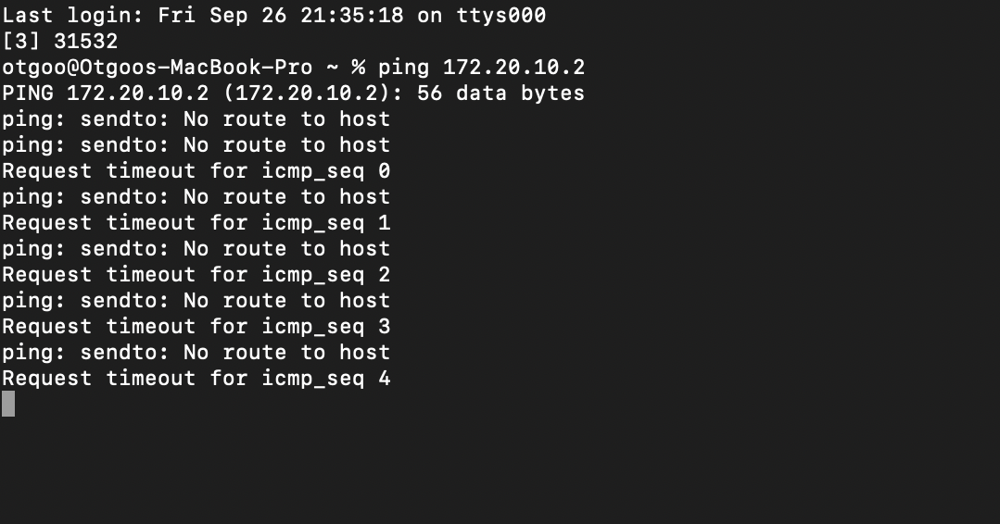 Last login: Fri Sep 26 21:35:18 on ttys000
[3] 31532
otgoo@Otgoos-MacBook-Pro ~ % ping 172.20.10.2
PING 172.20.10.2 (172.20.10.2): 56 data bytes
ping: sendto: No route to host
ping: sendto: No route to host
Request timeout for icmp_seq 0
ping: sendto: No route to host
Request timeout for icmp_seq 1
ping: sendto: No route to host
Request timeout for icmp_seq 2
ping: sendto: No route to host
Request timeout for icmp_seq 3
ping: sendto: No route to host
Request timeout for icmp_seq 4